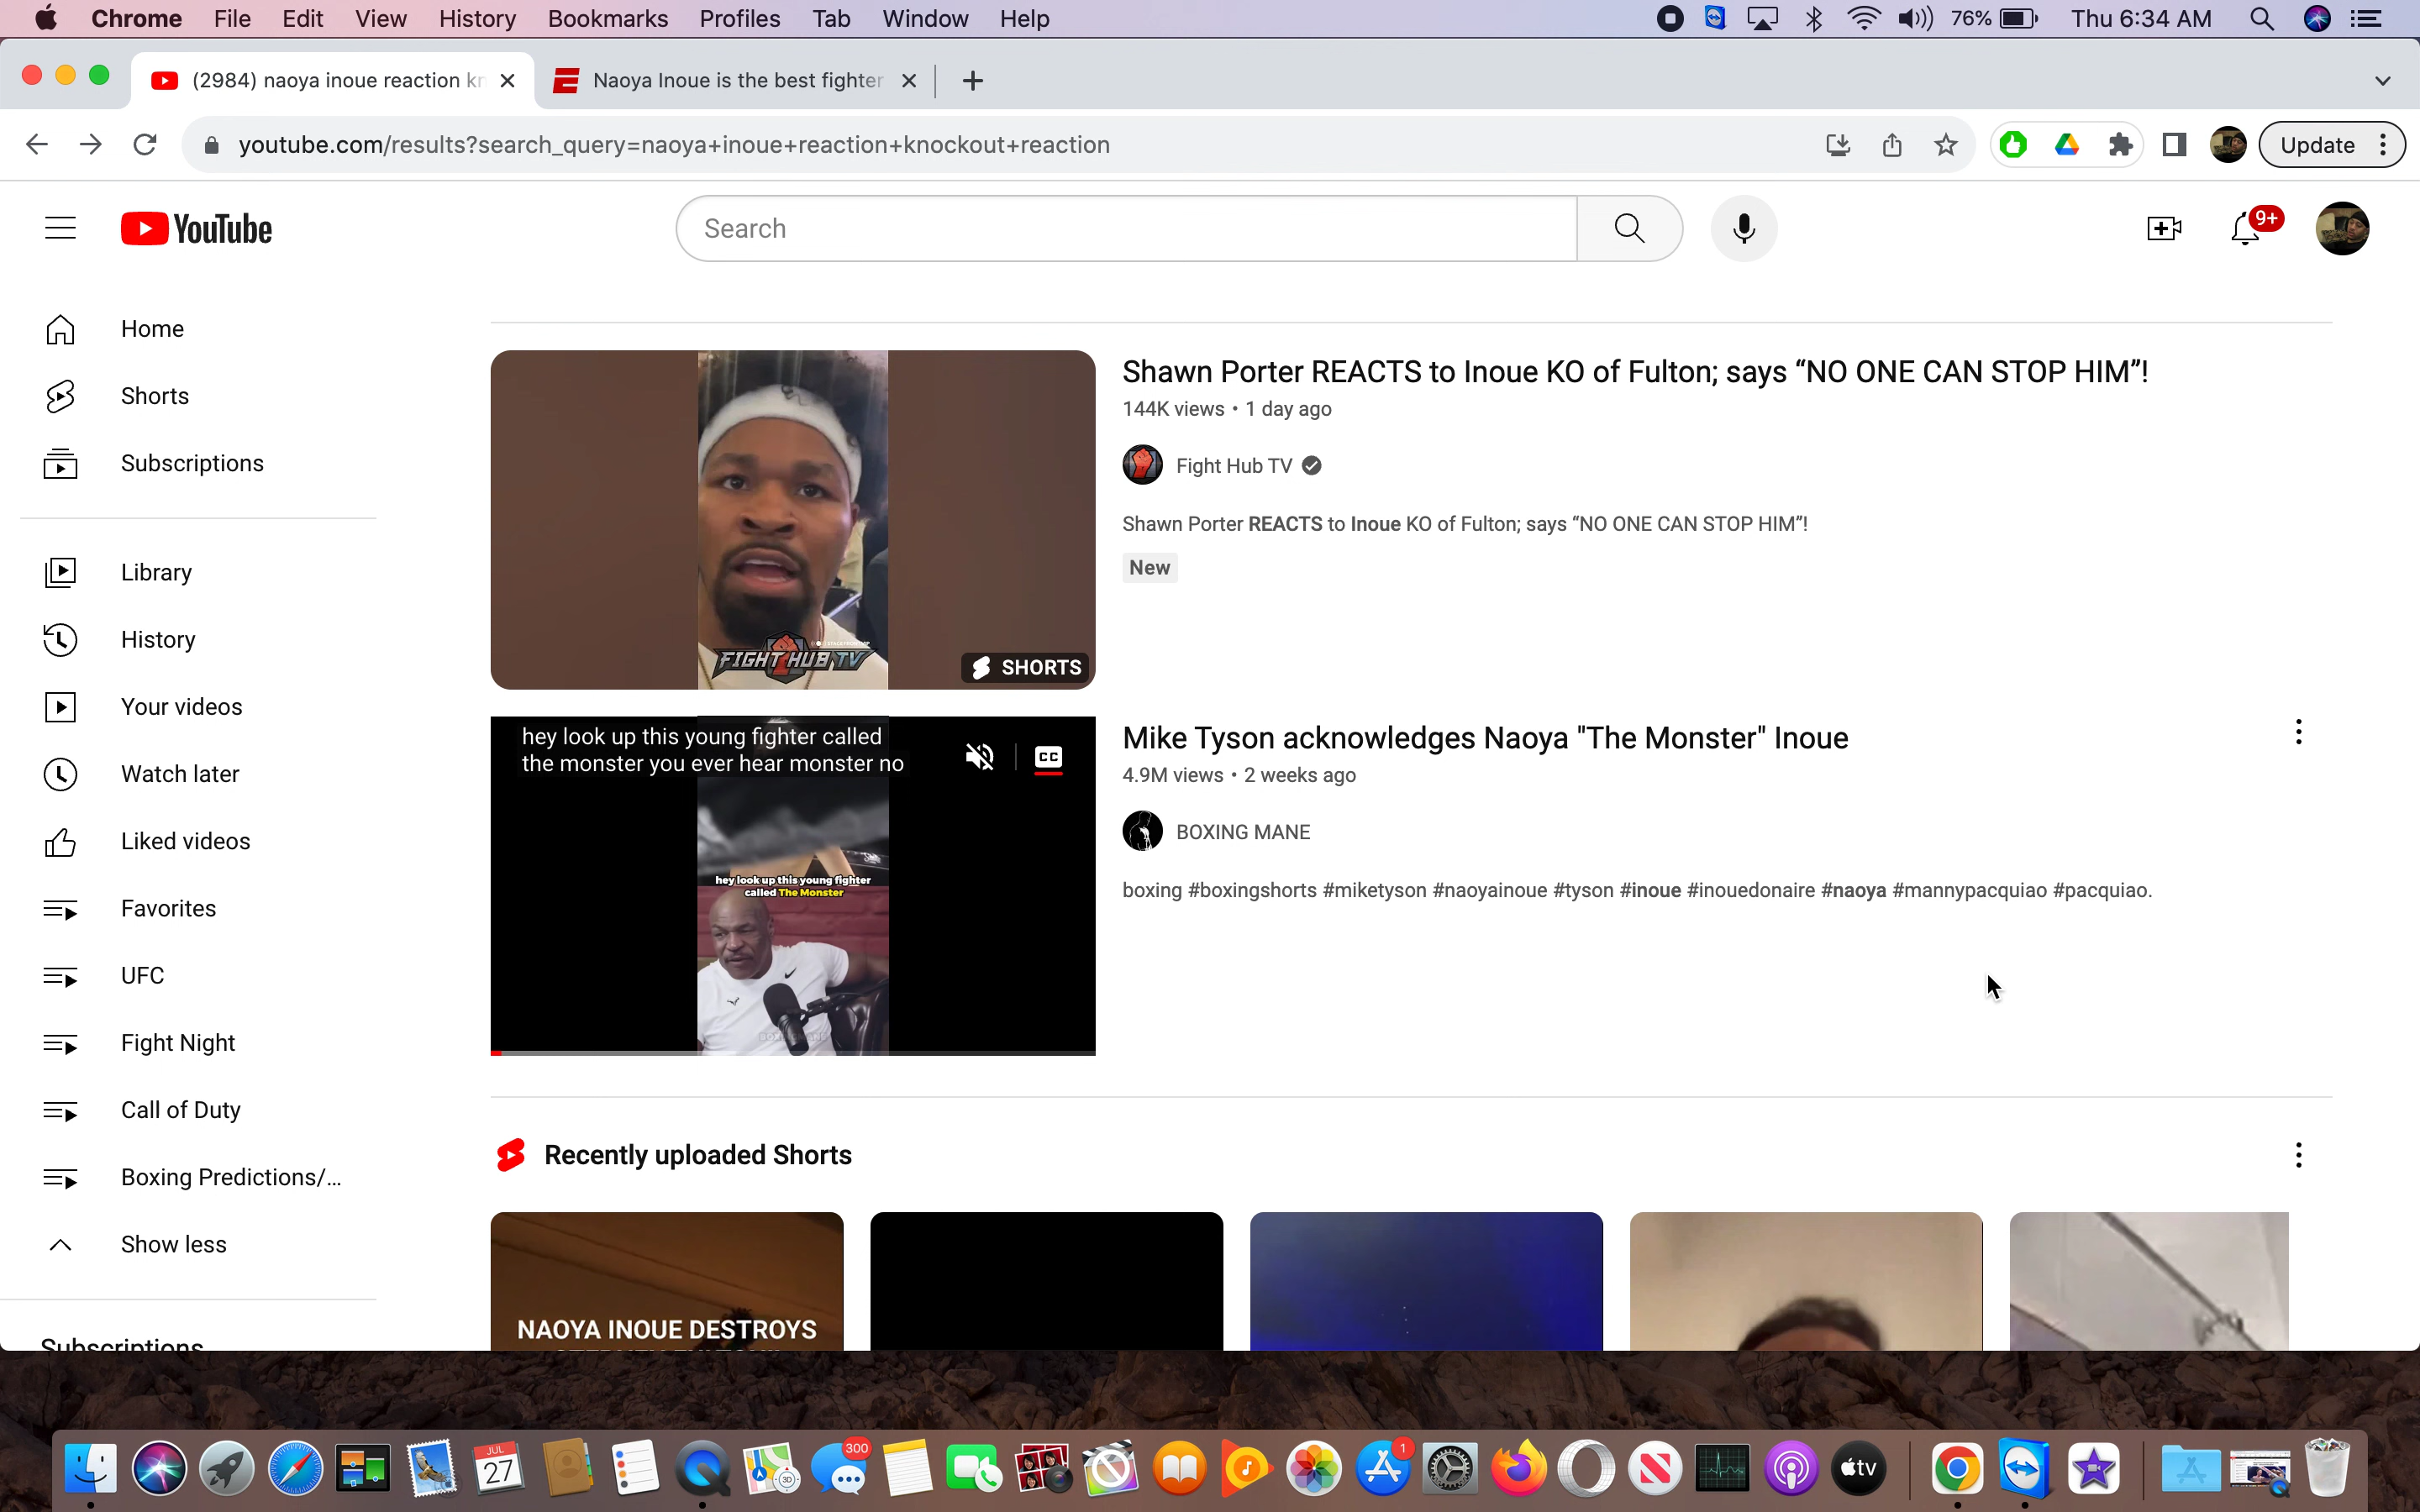 Chrome File Edit View History Bookmarks Profiles Tab Window Help
76% Thu 6:34 AM
(2984) naoya inoue reaction kn
Naoya Inoue is the best fighter
youtube.com/results?search_query=naoya+inoue+reaction+knockout+reaction
Update
YouTube
Search
9+
Home
Shorts
Subscriptions
Library
History
Your videos
Watch later
Liked videos
Favorites
UFC
Fight Night
Call of Duty
Boxing Predictions/...
Show less
Subscriptions
FIGHT HUB TV
SHORTS
Shawn Porter REACTS to Inoue KO of Fulton; says “NO ONE CAN STOP HIM”!
144K views • 1 day ago
Fight Hub TV
Shawn Porter REACTS to Inoue KO of Fulton; says “NO ONE CAN STOP HIM”!
New
hey look up this young fighter called
the monster you ever hear monster no
CC
hey look up this young fighter
called The Monster
Mike Tyson acknowledges Naoya "The Monster" Inoue
4.9M views • 2 weeks ago
BOXING MANE
boxing #boxingshorts #miketyson #naoyainoue #tyson #inoue #inouedonaire #naoya #mannypacquiao #pacquiao.
Recently uploaded Shorts
NAOYA INOUE DESTROYS
JUL
27
3D
300
1
tv